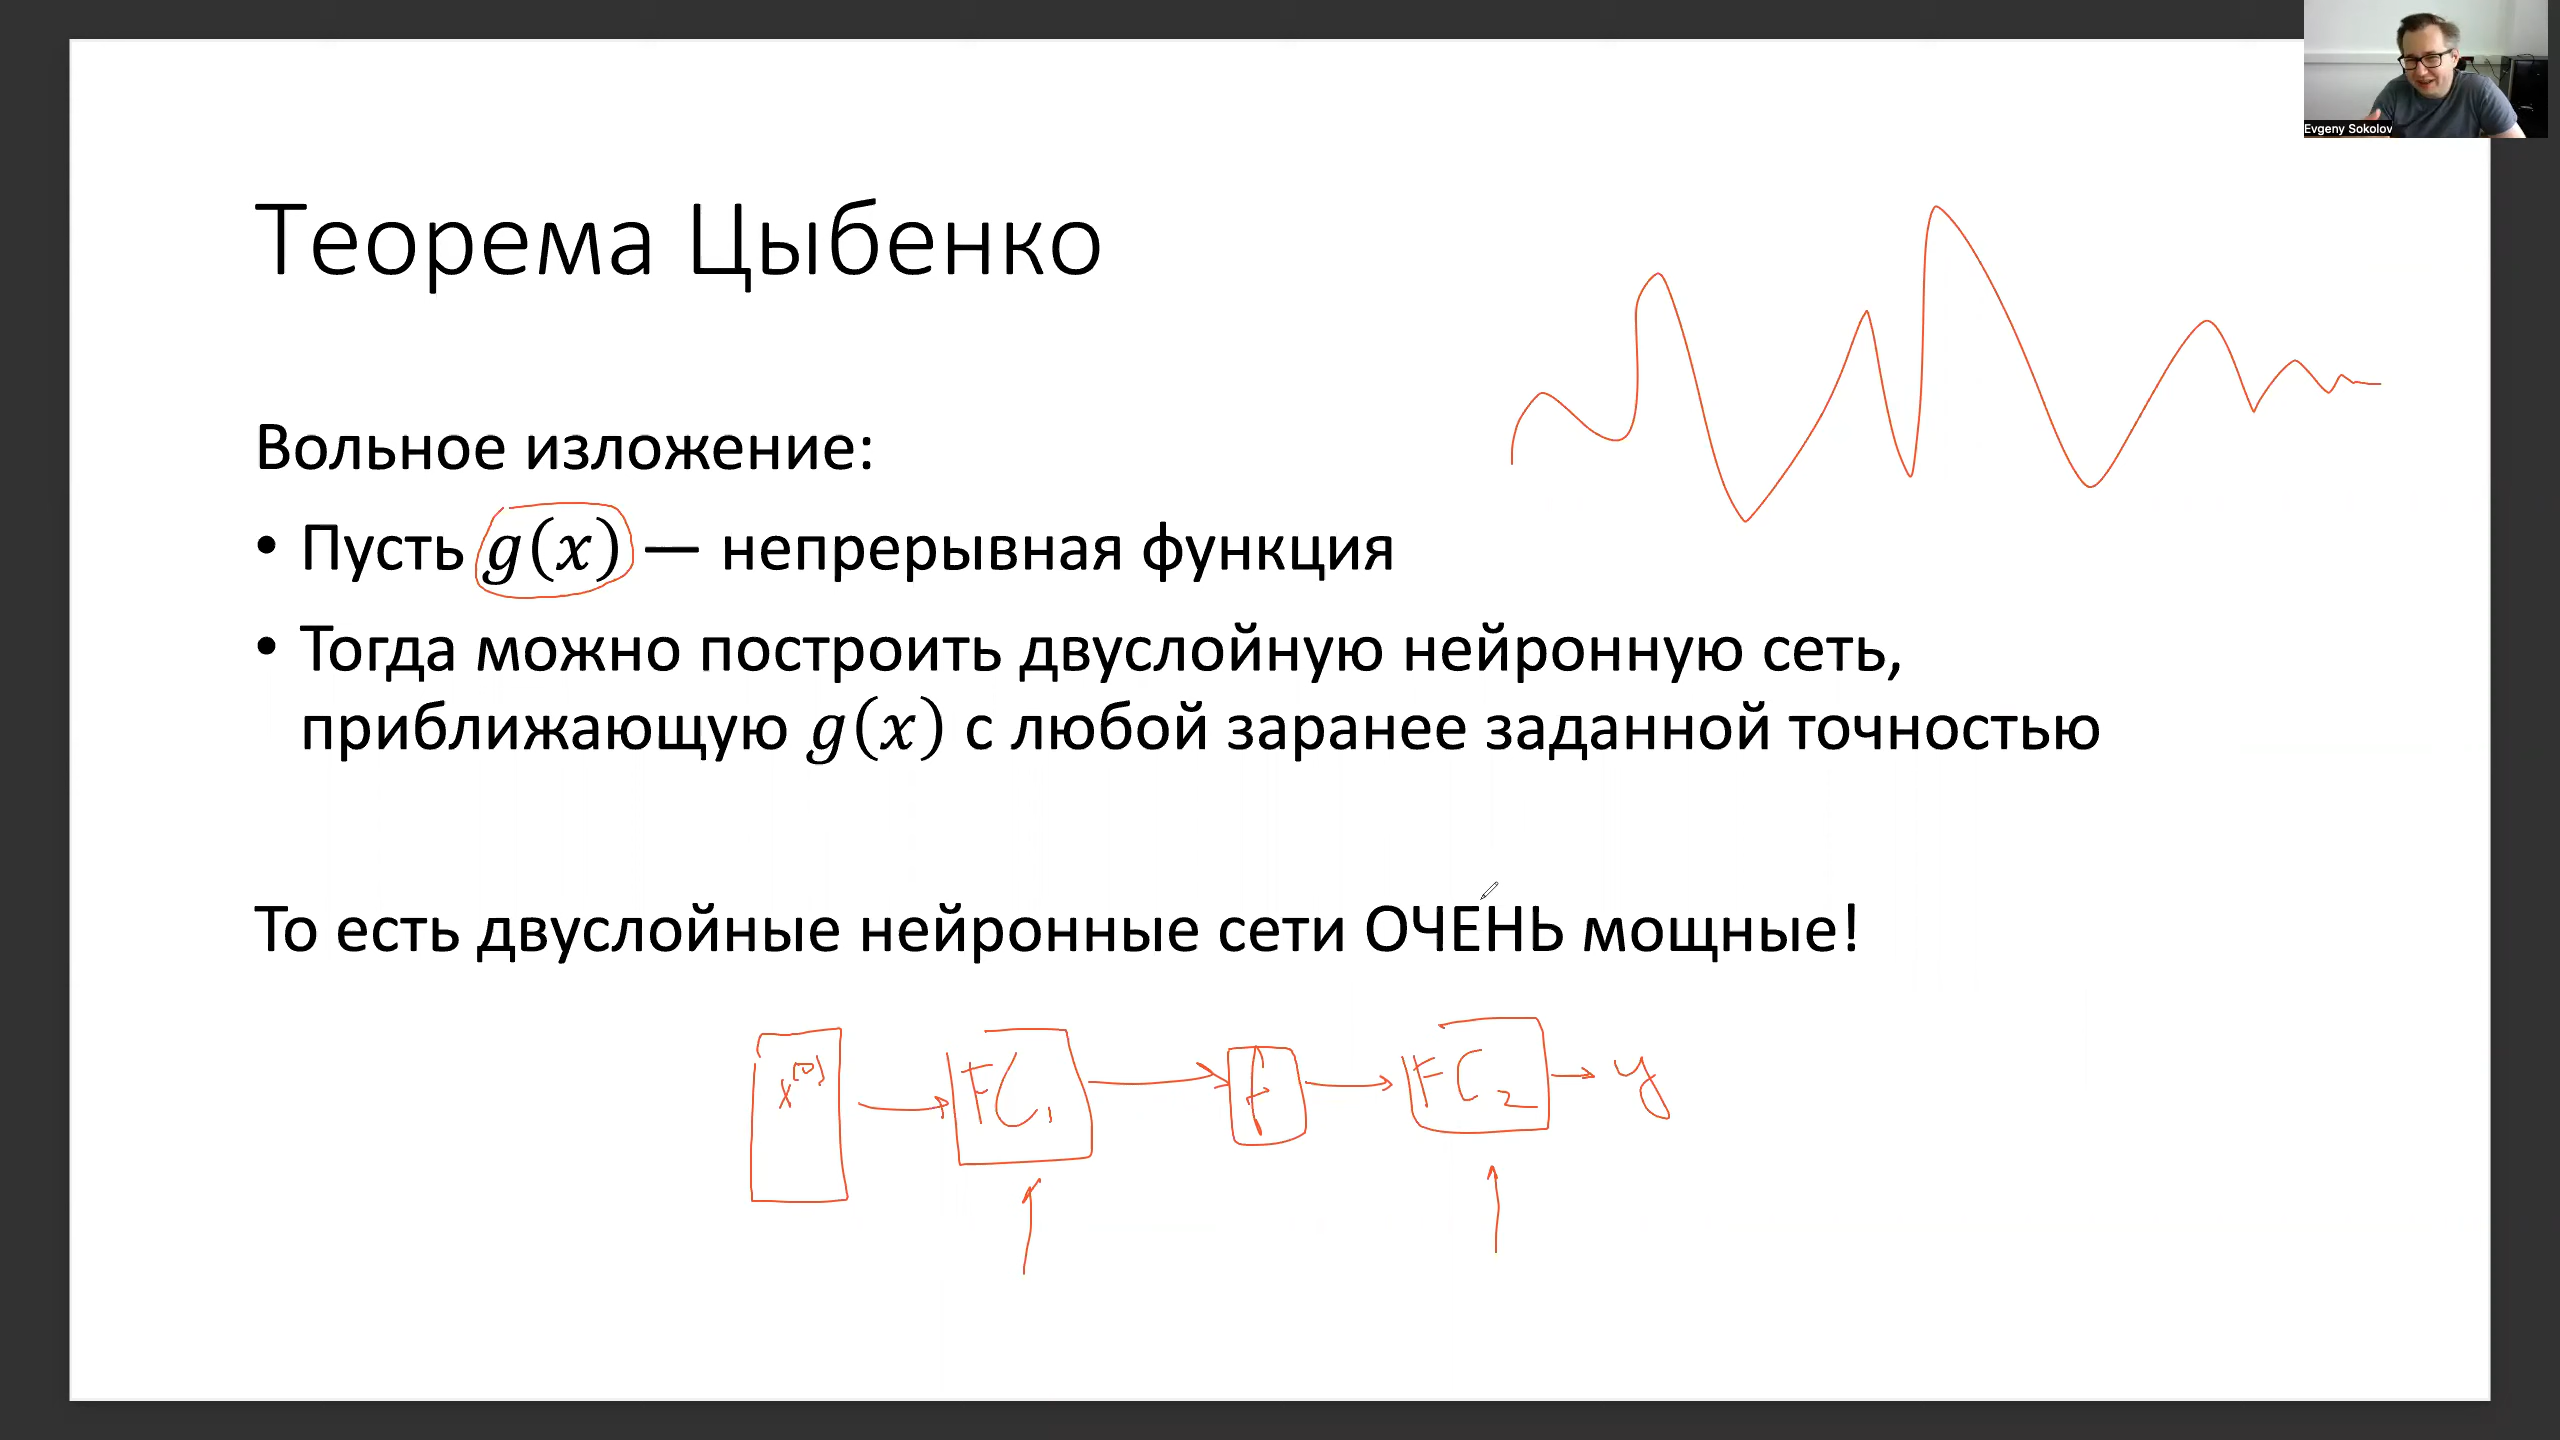 Evgeny Sokolov
Теорема Цыбенко
Вольное изложение:
• Пусть g(x) — непрерывная функция
• Тогда можно построить двуслойную нейронную сеть,
приближающую g(x) с любой заранее заданной точностью
То есть двуслойные нейронные сети ОЧЕНЬ мощные!
x^(0) FC₁ f FC₂ y